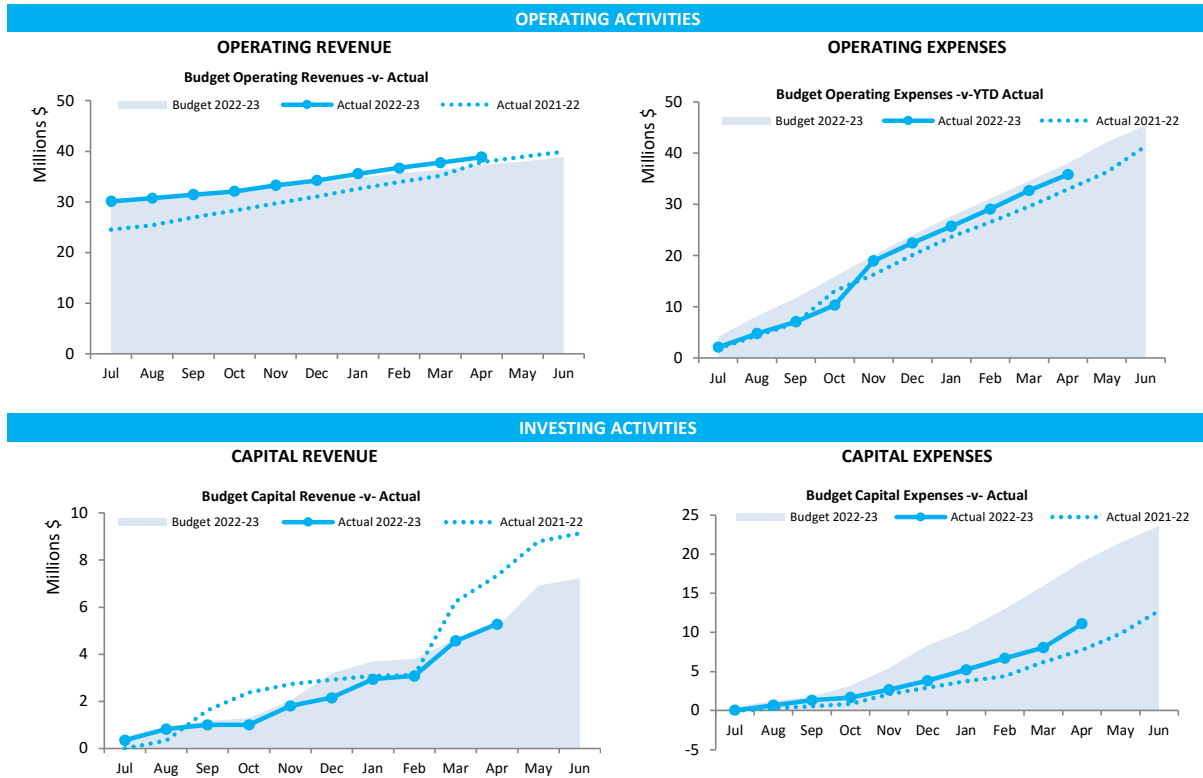 OPERATING ACTIVITIES
OPERATING REVENUE
Budget Operating Revenues -v- Actual
Budget 2022-23 Actual 2022-23 Actual 2021-22
Millions $
50
40
30
20
10
0
Jul Aug Sep Oct Nov Dec Jan Feb Mar Apr May Jun
OPERATING EXPENSES
Budget Operating Expenses -v-YTD Actual
Budget 2022-23 Actual 2022-23 Actual 2021-22
Millions $
50
40
30
20
10
0
Jul Aug Sep Oct Nov Dec Jan Feb Mar Apr May Jun
INVESTING ACTIVITIES
CAPITAL REVENUE
Budget Capital Revenue -v- Actual
Budget 2022-23 Actual 2022-23 Actual 2021-22
Millions $
10
8
6
4
2
0
Jul Aug Sep Oct Nov Dec Jan Feb Mar Apr May Jun
CAPITAL EXPENSES
Budget Capital Expenses -v- Actual
Budget 2022-23 Actual 2022-23 Actual 2021-22
25
20
15
10
5
0
-5
Jul Aug Sep Oct Nov Dec Jan Feb Mar Apr May Jun